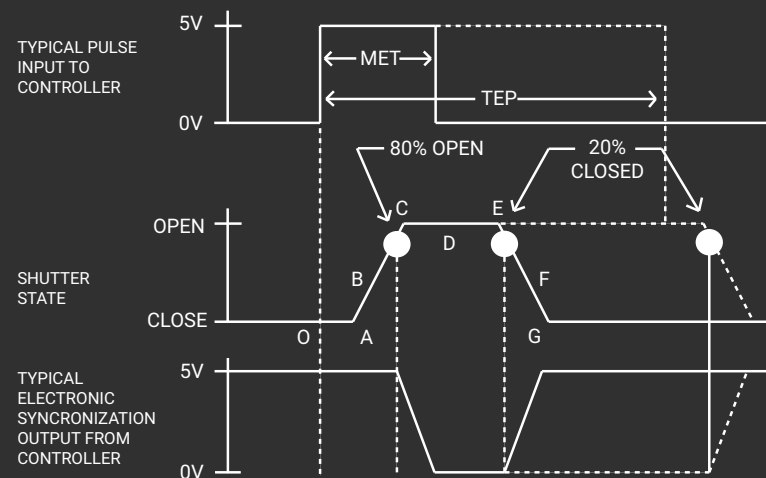 5V
TYPICAL PULSE
INPUT TO
CONTROLLER
MET
TEP
0V
80% OPEN
20%
CLOSED
OPEN
C
E
D
B
F
SHUTTER
STATE
CLOSE
O
A
G
5V
TYPICAL
ELECTRONIC
SYNCRONIZATION
OUTPUT FROM
CONTROLLER
0V